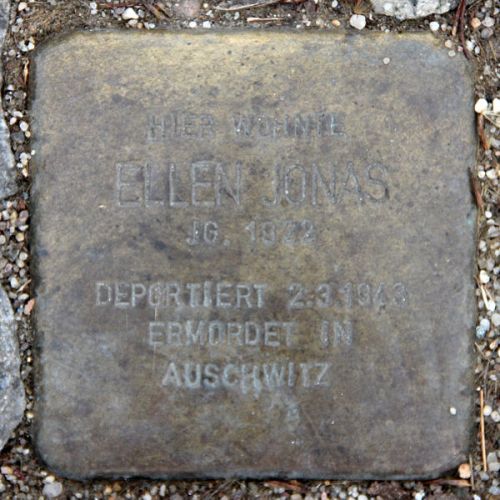 HIER WOHNTE
ELLEN JONAS
JG. 1922
DEPORTIERT 2.3.1943
ERMORDET IN
AUSCHWITZ